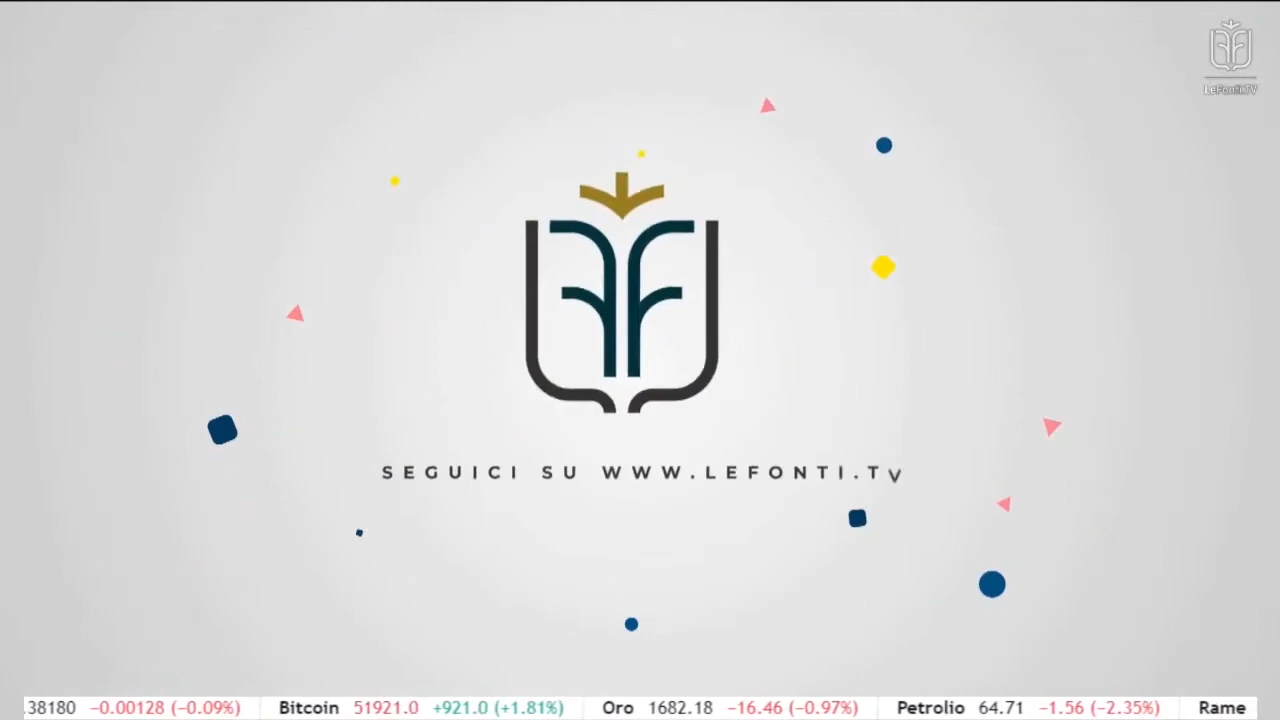 LeFonti.TV
SEGUICI SU WWW.LEFONTI.TV
.38180 −0.00128 (−0.09%) Bitcoin 51921.0 +921.0 (+1.81%) Oro 1682.18 −16.46 (−0.97%) Petrolio 64.71 −1.56 (−2.35%) Rame